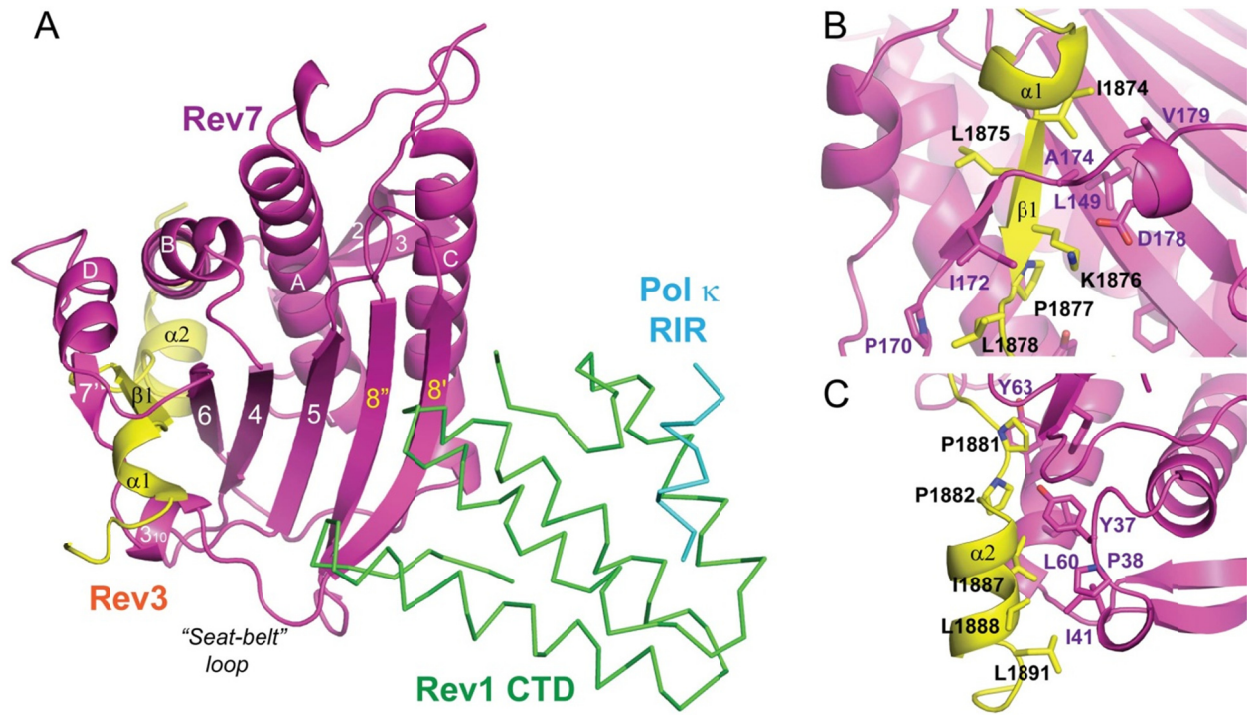 A
Rev7
B
D
A
2
3
C
α2
β1
7'
6
4
5
8"
8'
α1
3₁₀
Rev3
"Seat-belt"
loop
Pol κ
RIR
Rev1 CTD
B
α1
I1874
V179
L1875
A174
L149
β1
D178
I172
K1876
P1877
P170
L1878
C
Y63
P1881
P1882
Y37
α2
L60
P38
I1887
L1888
I41
L1891